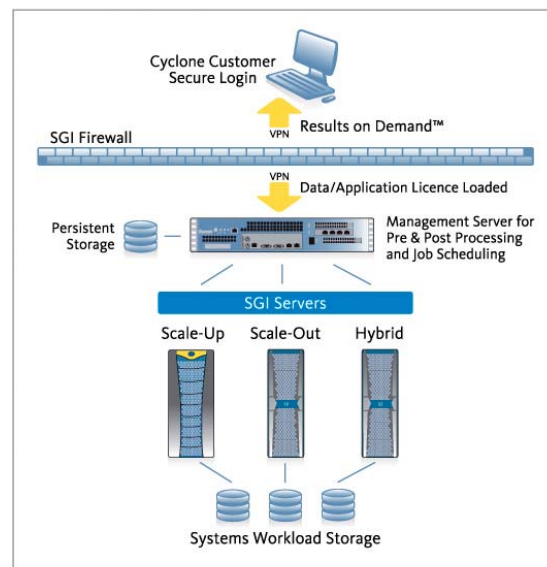 Cyclone Customer
Secure Login
VPN
Results on Demand™
SGI Firewall
VPN
Data/Application Licence Loaded
Persistent
Storage
Management Server for
Pre & Post Processing
and Job Scheduling
SGI Servers
Scale-Up
Scale-Out
Hybrid
Systems Workload Storage